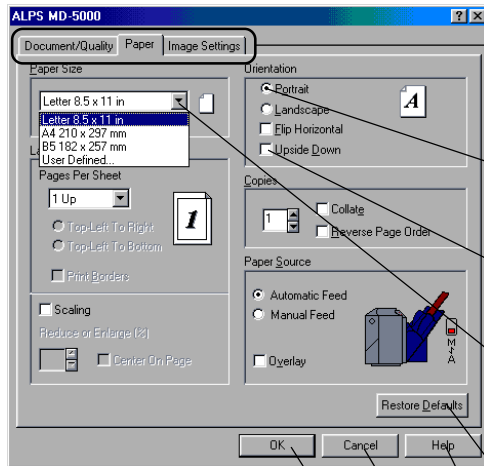 ALPS MD-5000
Document/Quality Paper Image Settings
Paper Size
Letter 8.5 x 11 in
Letter 8.5 x 11 in
A4 210 x 297 mm
B5 182 x 257 mm
User Defined...
La
Pages Per Sheet
1 Up
1
Top-Left To Right
Top-Left To Bottom
Print Borders
Scaling
Reduce or Enlarge (%)
Center On Page
Orientation
Portrait
Landscape
Flip Horizontal
Upside Down
A
Copies
1
Collate
Reverse Page Order
Paper Source
Automatic Feed
Manual Feed
Overlay
M
A
Restore Defaults
OK Cancel Help